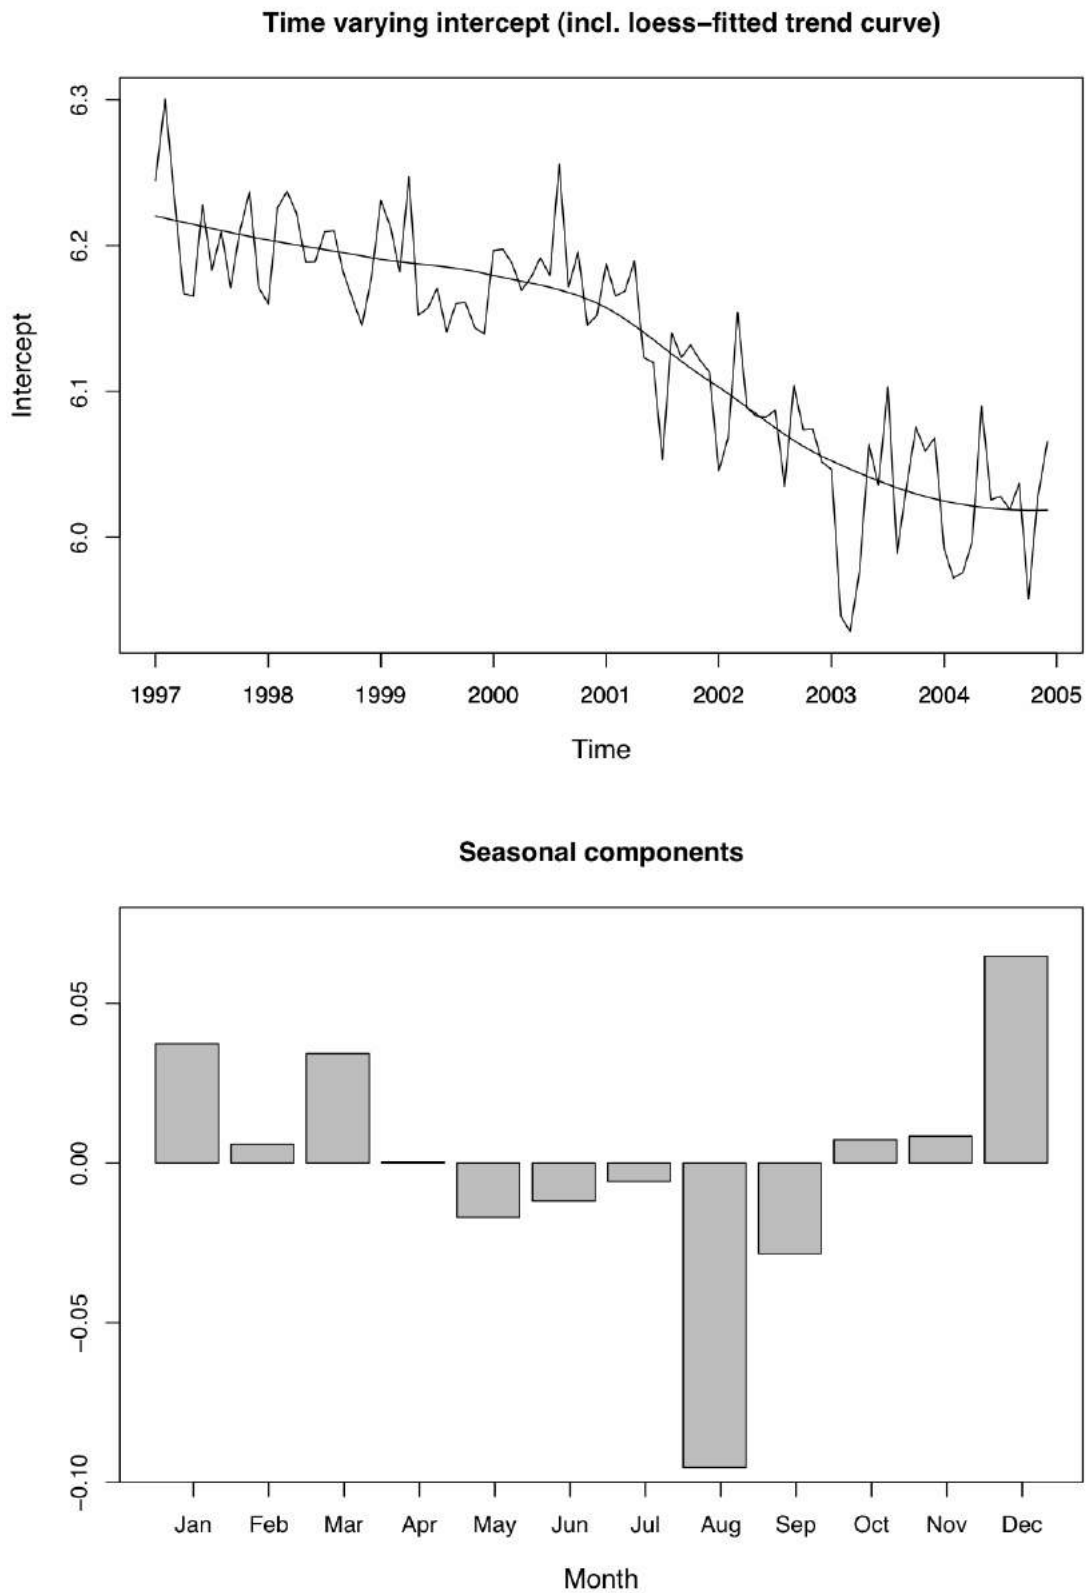 Time varying intercept (incl. loess−fitted trend curve)
Intercept
6.3
6.2
6.1
6.0
1997 1998 1999 2000 2001 2002 2003 2004 2005
Time
Seasonal components
0.05
0.00
−0.05
−0.10
Jan Feb Mar Apr May Jun Jul Aug Sep Oct Nov Dec
Month